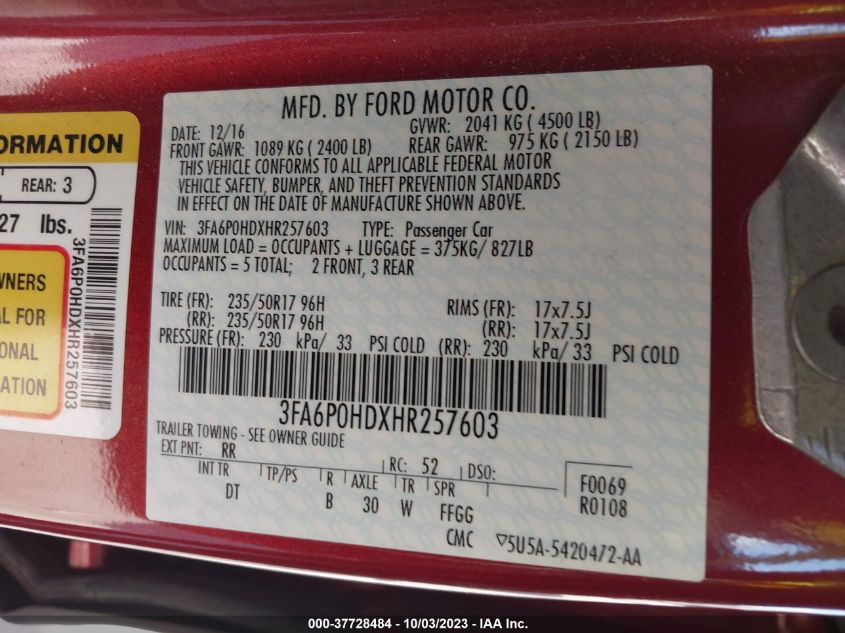 ORMATION
REAR: 3
27 lbs.
3FA6P0HDXHR257603
WNERS
AL FOR
ONAL
ATION
MFD. BY FORD MOTOR CO.
DATE: 12/16 GVWR: 2041 KG ( 4500 LB)
FRONT GAWR: 1089 KG ( 2400 LB) REAR GAWR: 975 KG ( 2150 LB)
THIS VEHICLE CONFORMS TO ALL APPLICABLE FEDERAL MOTOR
VEHICLE SAFETY, BUMPER, AND THEFT PREVENTION STANDARDS
IN EFFECT ON THE DATE OF MANUFACTURE SHOWN ABOVE.
VIN: 3FA6P0HDXHR257603 TYPE: Passenger Car
MAXIMUM LOAD = OCCUPANTS + LUGGAGE = 375KG/ 827LB
OCCUPANTS = 5 TOTAL; 2 FRONT, 3 REAR
TIRE (FR): 235/50R17 96H RIMS (FR): 17x7.5J
(RR): 235/50R17 96H (RR): 17x7.5J
PRESSURE (FR): 230 kPa/ 33 PSI COLD (RR): 230 kPa/ 33 PSI COLD
3FA6P0HDXHR257603
TRAILER TOWING - SEE OWNER GUIDE
EXT PNT: RR RC: 52 DSO:
INT TR TP/PS R AXLE TR SPR F0069
DT B 30 W FFGG R0108
CMC 5U5A-5420472-AA
000-37728484 - 10/03/2023 - IAA Inc.